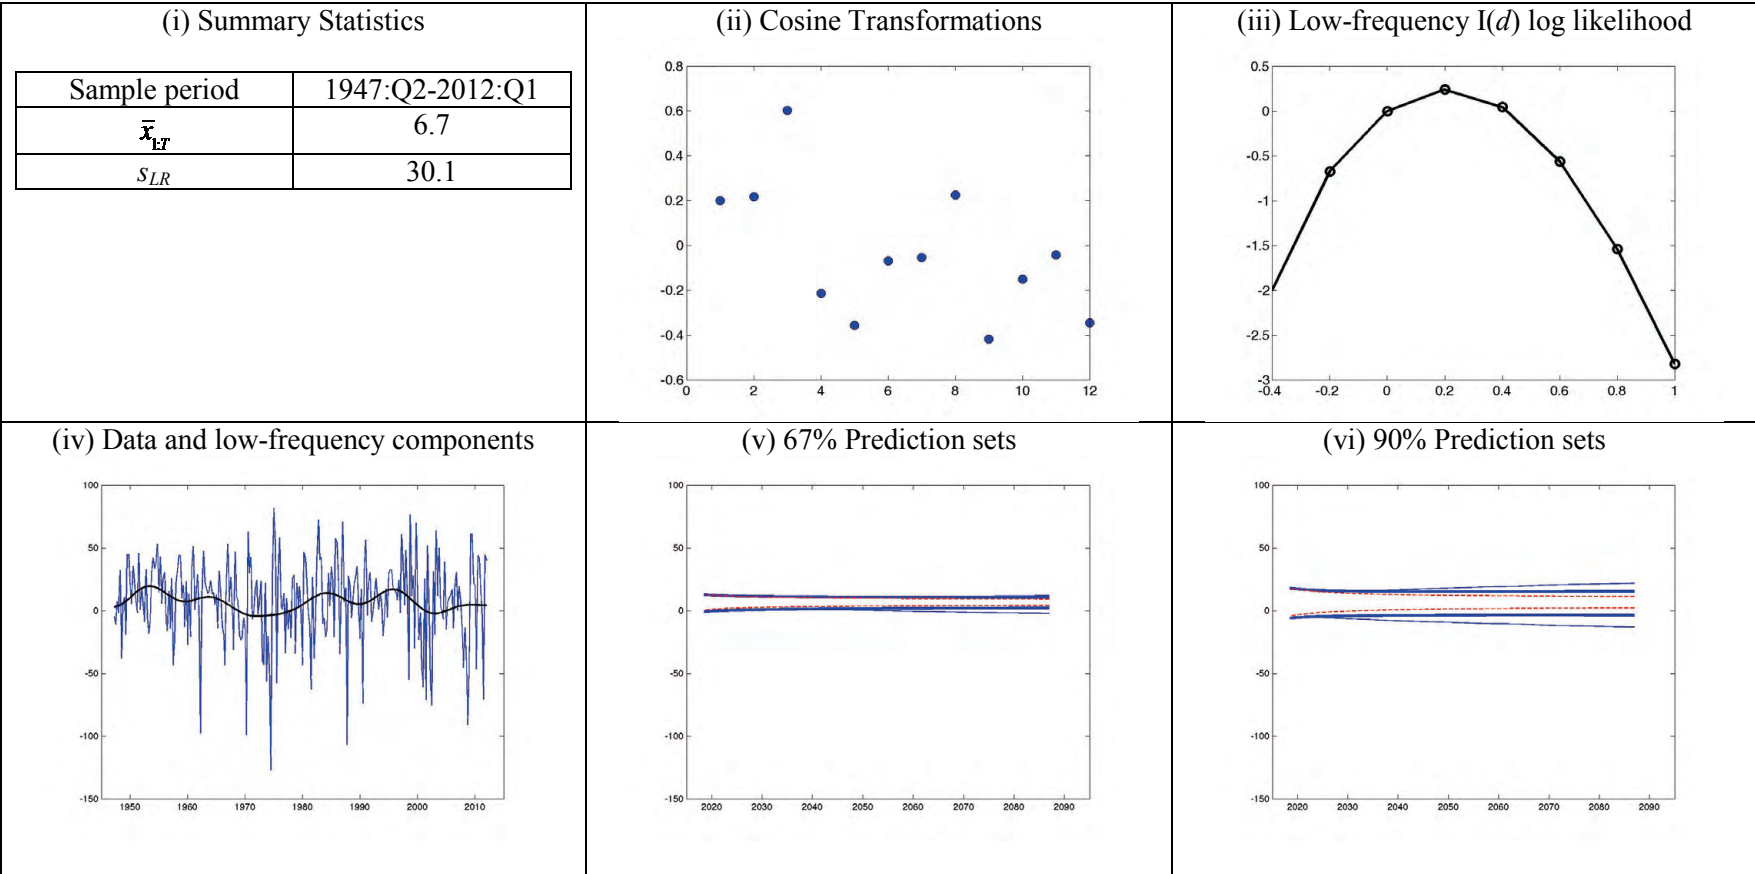 (i) Summary Statistics
Sample period 1947:Q2-2012:Q1
x̄1:T 6.7
sLR 30.1
(ii) Cosine Transformations
0.8
0.6
0.4
0.2
0
-0.2
-0.4
-0.6
0 2 4 6 8 10 12
(iii) Low-frequency I(d) log likelihood
0.5
0
-0.5
-1
-1.5
-2
-2.5
-3
-0.4 -0.2 0 0.2 0.4 0.6 0.8 1
(iv) Data and low-frequency components
100
50
0
-50
-100
-150
1950 1960 1970 1980 1990 2000 2010
(v) 67% Prediction sets
100
50
0
-50
-100
-150
2020 2030 2040 2050 2060 2070 2080 2090
(vi) 90% Prediction sets
100
50
0
-50
-100
-150
2020 2030 2040 2050 2060 2070 2080 2090